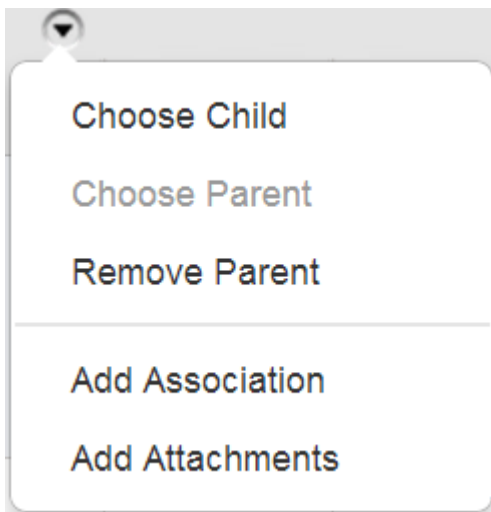 Choose Child
Choose Parent
Remove Parent
Add Association
Add Attachments